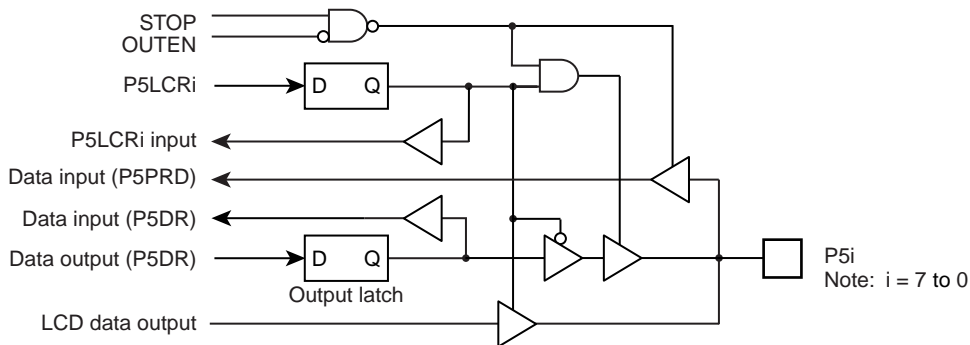 STOP
OUTEN
P5LCRi
D Q
P5LCRi input
Data input (P5PRD)
Data input (P5DR)
Data output (P5DR)
D Q
Output latch
P5i
Note: i = 7 to 0
LCD data output